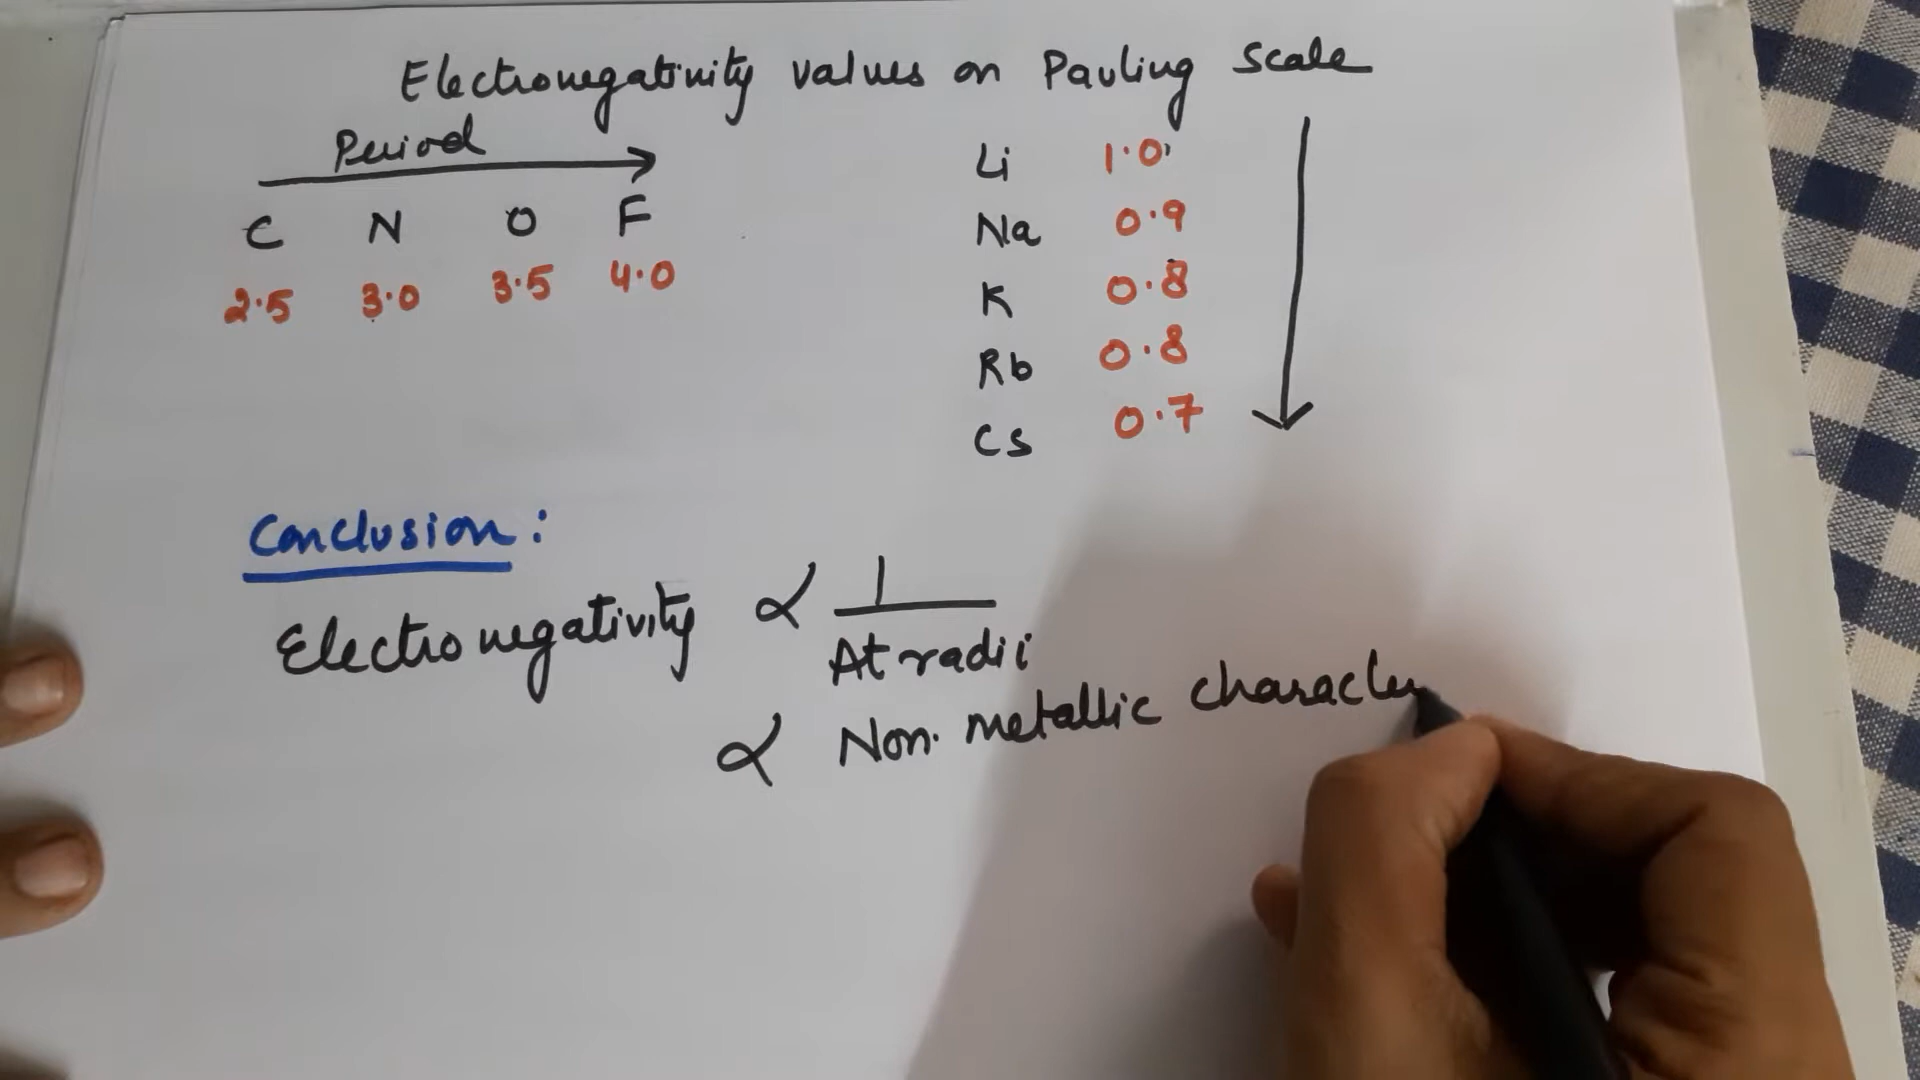 Electronegativity values on Pauling Scale
Period
C N O F
2.5 3.0 3.5 4.0
Li 1.0
Na 0.9
K 0.8
Rb 0.8
Cs 0.7
Conclusion:
Electronegativity ∝ 1
At radii
∝ Non. metallic character